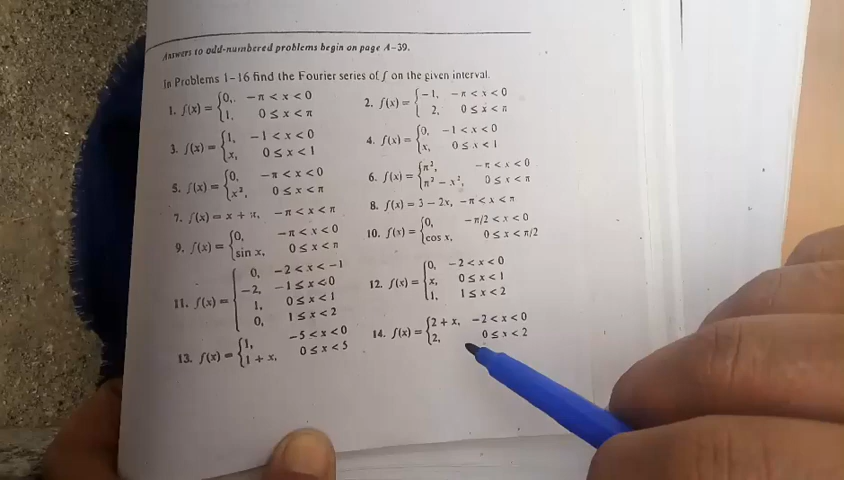 Answers to odd-numbered problems begin on page A-39.
In Problems 1–16 find the Fourier series of f on the given interval.
1. f(x) = {0, −π < x < 0
1, 0 ≤ x < π
2. f(x) = {−1, −π < x < 0
2, 0 ≤ x < π
3. f(x) = {1, −1 < x < 0
x, 0 ≤ x < 1
4. f(x) = {0, −1 < x < 0
x, 0 ≤ x < 1
5. f(x) = {0, −π < x < 0
x², 0 ≤ x < π
6. f(x) = {π², −π < x < 0
π² − x², 0 ≤ x < π
7. f(x) = x + π, −π < x < π
8. f(x) = 3 − 2x, −π < x < π
9. f(x) = {0, −π < x < 0
sin x, 0 ≤ x < π
10. f(x) = {0, −π/2 < x < 0
cos x, 0 ≤ x < π/2
11. f(x) = {0, −2 < x < −1
−2, −1 ≤ x < 0
1, 0 ≤ x < 1
0, 1 ≤ x < 2
12. f(x) = {0, −2 < x < 0
x, 0 ≤ x < 1
1, 1 ≤ x < 2
13. f(x) = {1, −5 < x < 0
1 + x, 0 ≤ x < 5
14. f(x) = {2 + x, −2 < x < 0
2, 0 ≤ x < 2